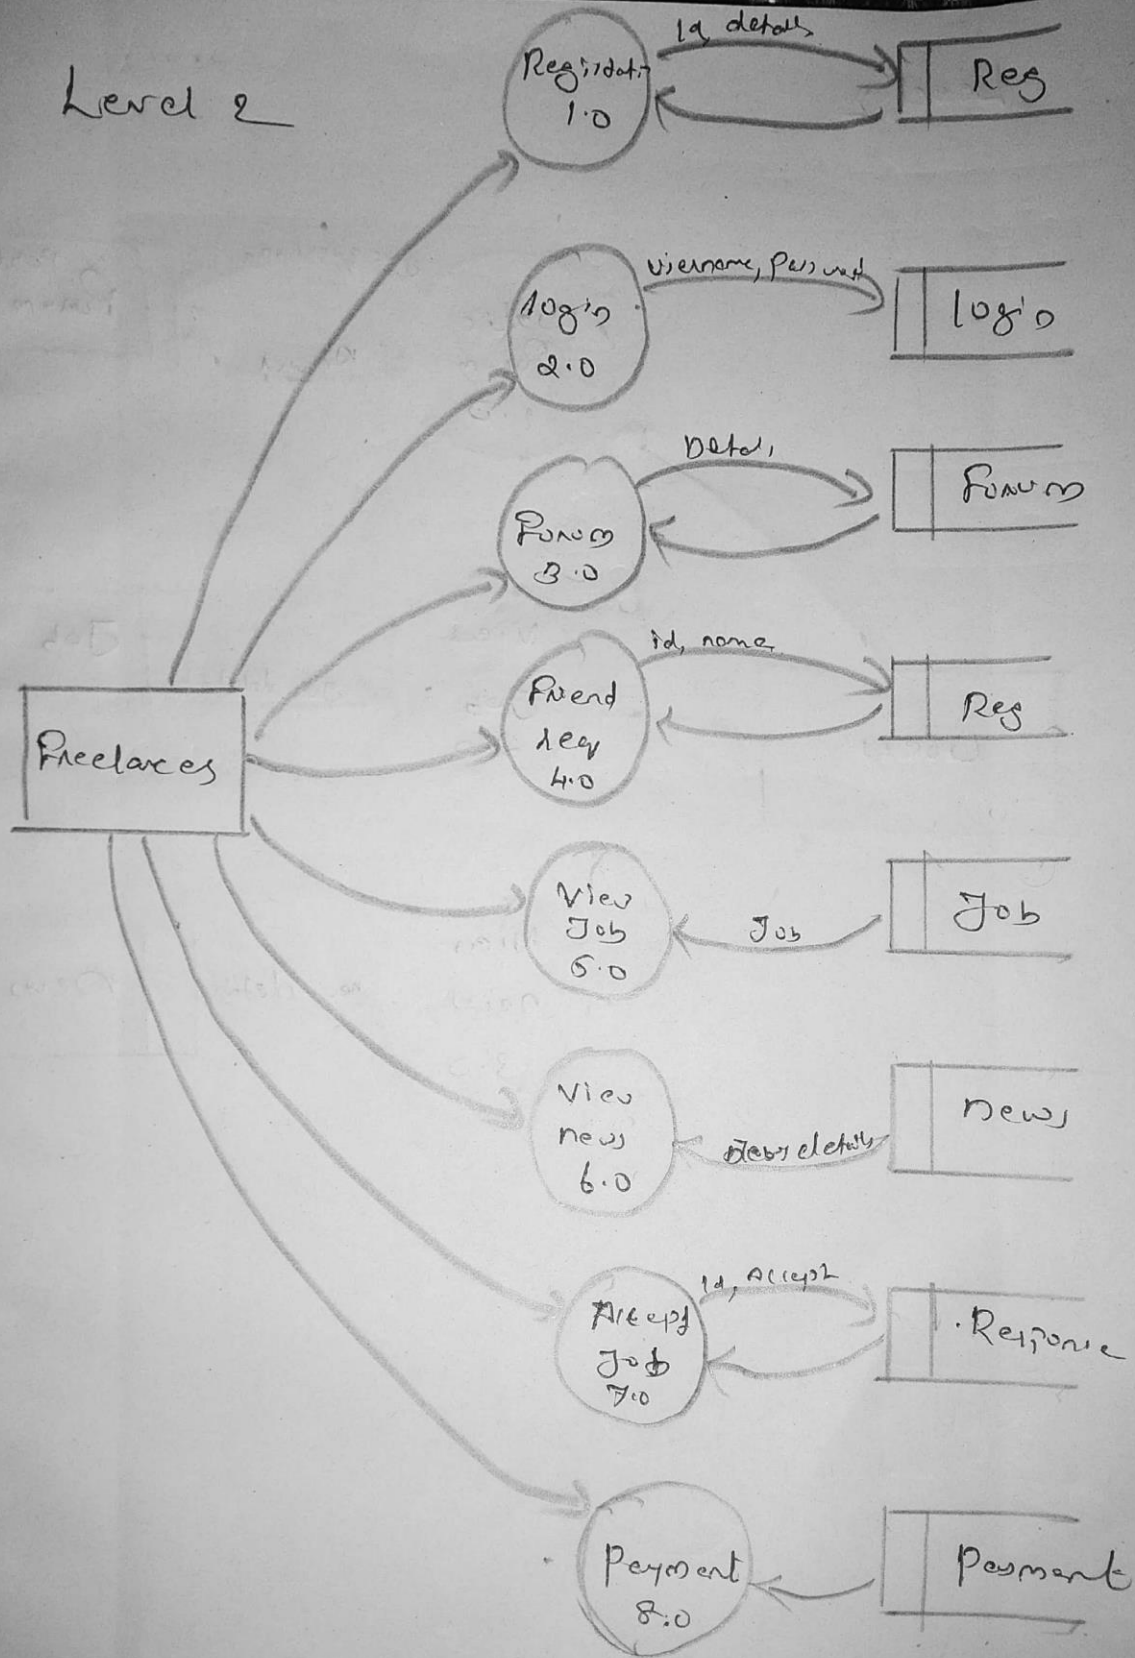 Level 2
Registration
1.0
Id, details
Reg
login
2.0
username, password
login
Forum
3.0
Details
Forum
Friend
req
4.0
id, name
Reg
Freelancer
View
Job
5.0
Job
Job
View
news
6.0
News details
news
Accept
Job
7.0
Id, Accept
Response
Payment
8.0
Payment